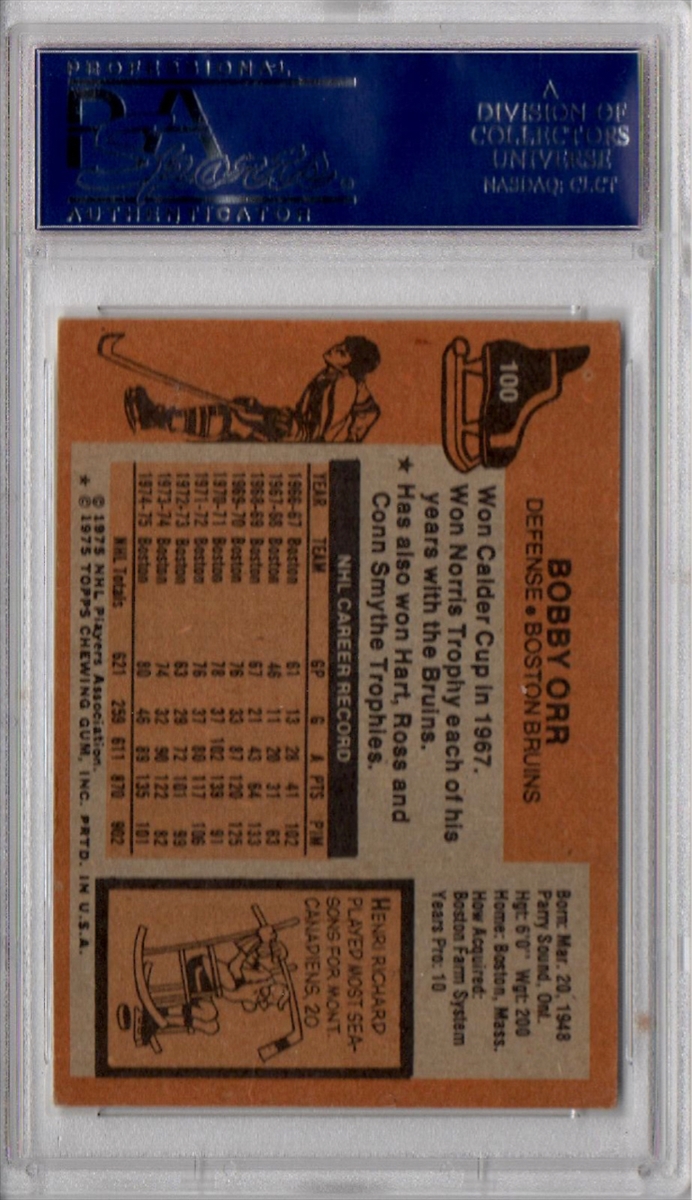 PROFESSIONAL
PSA
Sports
AUTHENTICATOR
A
DIVISION OF
COLLECTORS
UNIVERSE
NASDAQ: CLCT
100
BOBBY ORR
DEFENSE • BOSTON BRUINS
Won Calder Cup in 1967.
Won Norris Trophy each of his
years with the Bruins.
★ Has also won Hart, Ross and
Conn Smythe Trophies.
Born: Mar. 20, 1948
Parry Sound, Ont.
Hgt: 6'0" Wgt: 200
Home: Boston, Mass.
How Acquired:
Boston Farm System
Years Pro: 10
NHL CAREER RECORD
YEAR TEAM GP G A PTS PIM
1966-67 Boston 61 13 28 41 102
1967-68 Boston 46 11 20 31 63
1968-69 Boston 67 21 43 64 133
1969-70 Boston 76 33 87 120 125
1970-71 Boston 78 37 102 139 91
1971-72 Boston 76 37 80 117 106
1972-73 Boston 63 29 72 101 99
1973-74 Boston 74 32 90 122 82
1974-75 Boston 80 46 89 135 101
NHL Totals 621 259 611 870 902
HENRI RICHARD
PLAYED MOST SEA-
SONS FOR MONT.
CANADIENS, 20
© 1975 NHL Players Association.
★ © 1975 TOPPS CHEWING GUM, INC. PRTD. IN U.S.A.